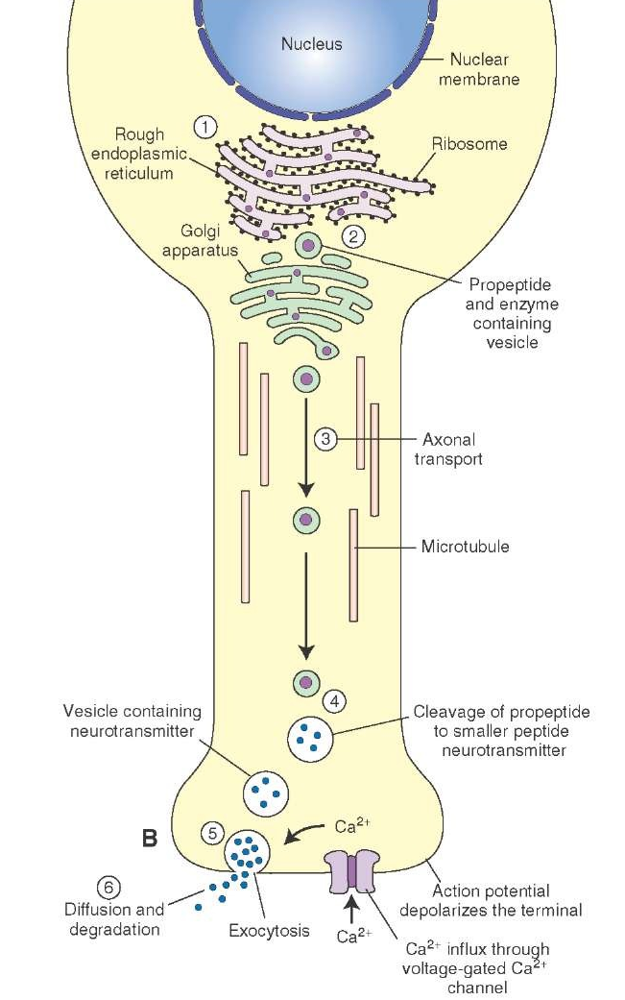 Nucleus
Nuclear
membrane
1
Rough
endoplasmic
reticulum
Ribosome
2
Golgi
apparatus
Propeptide
and enzyme
containing
vesicle
3
Axonal
transport
Microtubule
4
Vesicle containing
neurotransmitter
Cleavage of propeptide
to smaller peptide
neurotransmitter
B
5
Ca²⁺
6
Diffusion and
degradation
Exocytosis
Ca²⁺
Action potential
depolarizes the terminal
Ca²⁺ influx through
voltage-gated Ca²⁺
channel